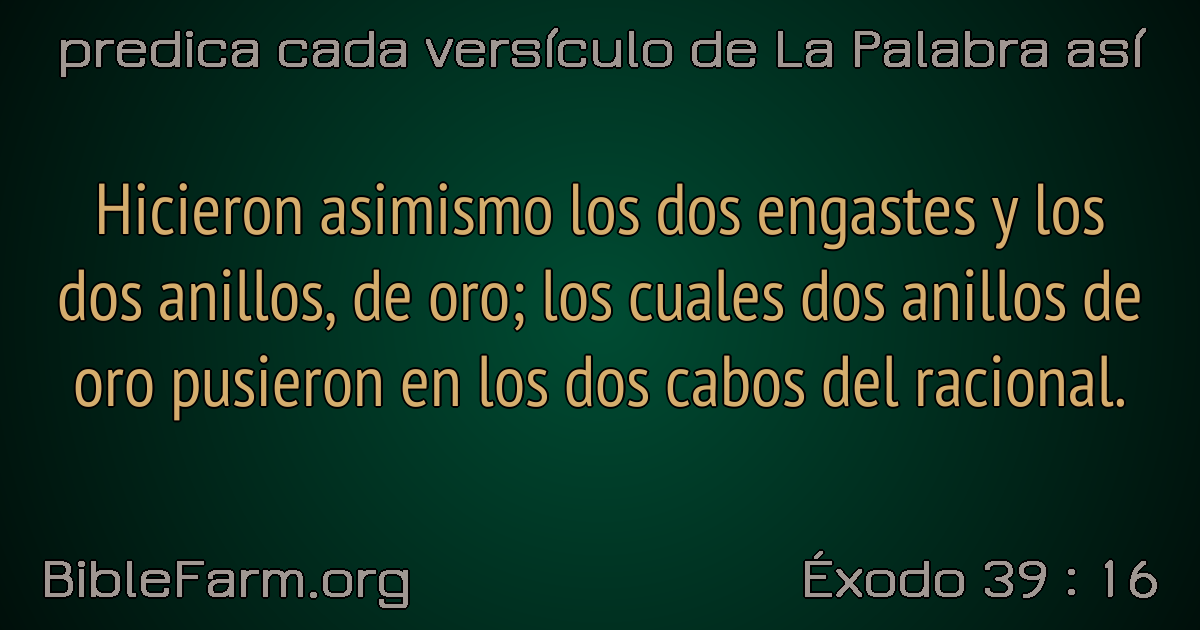 predica cada versículo de La Palabra así
Hicieron asimismo los dos engastes y los
dos anillos, de oro; los cuales dos anillos de
oro pusieron en los dos cabos del racional.
BibleFarm.org
Éxodo 39 : 16